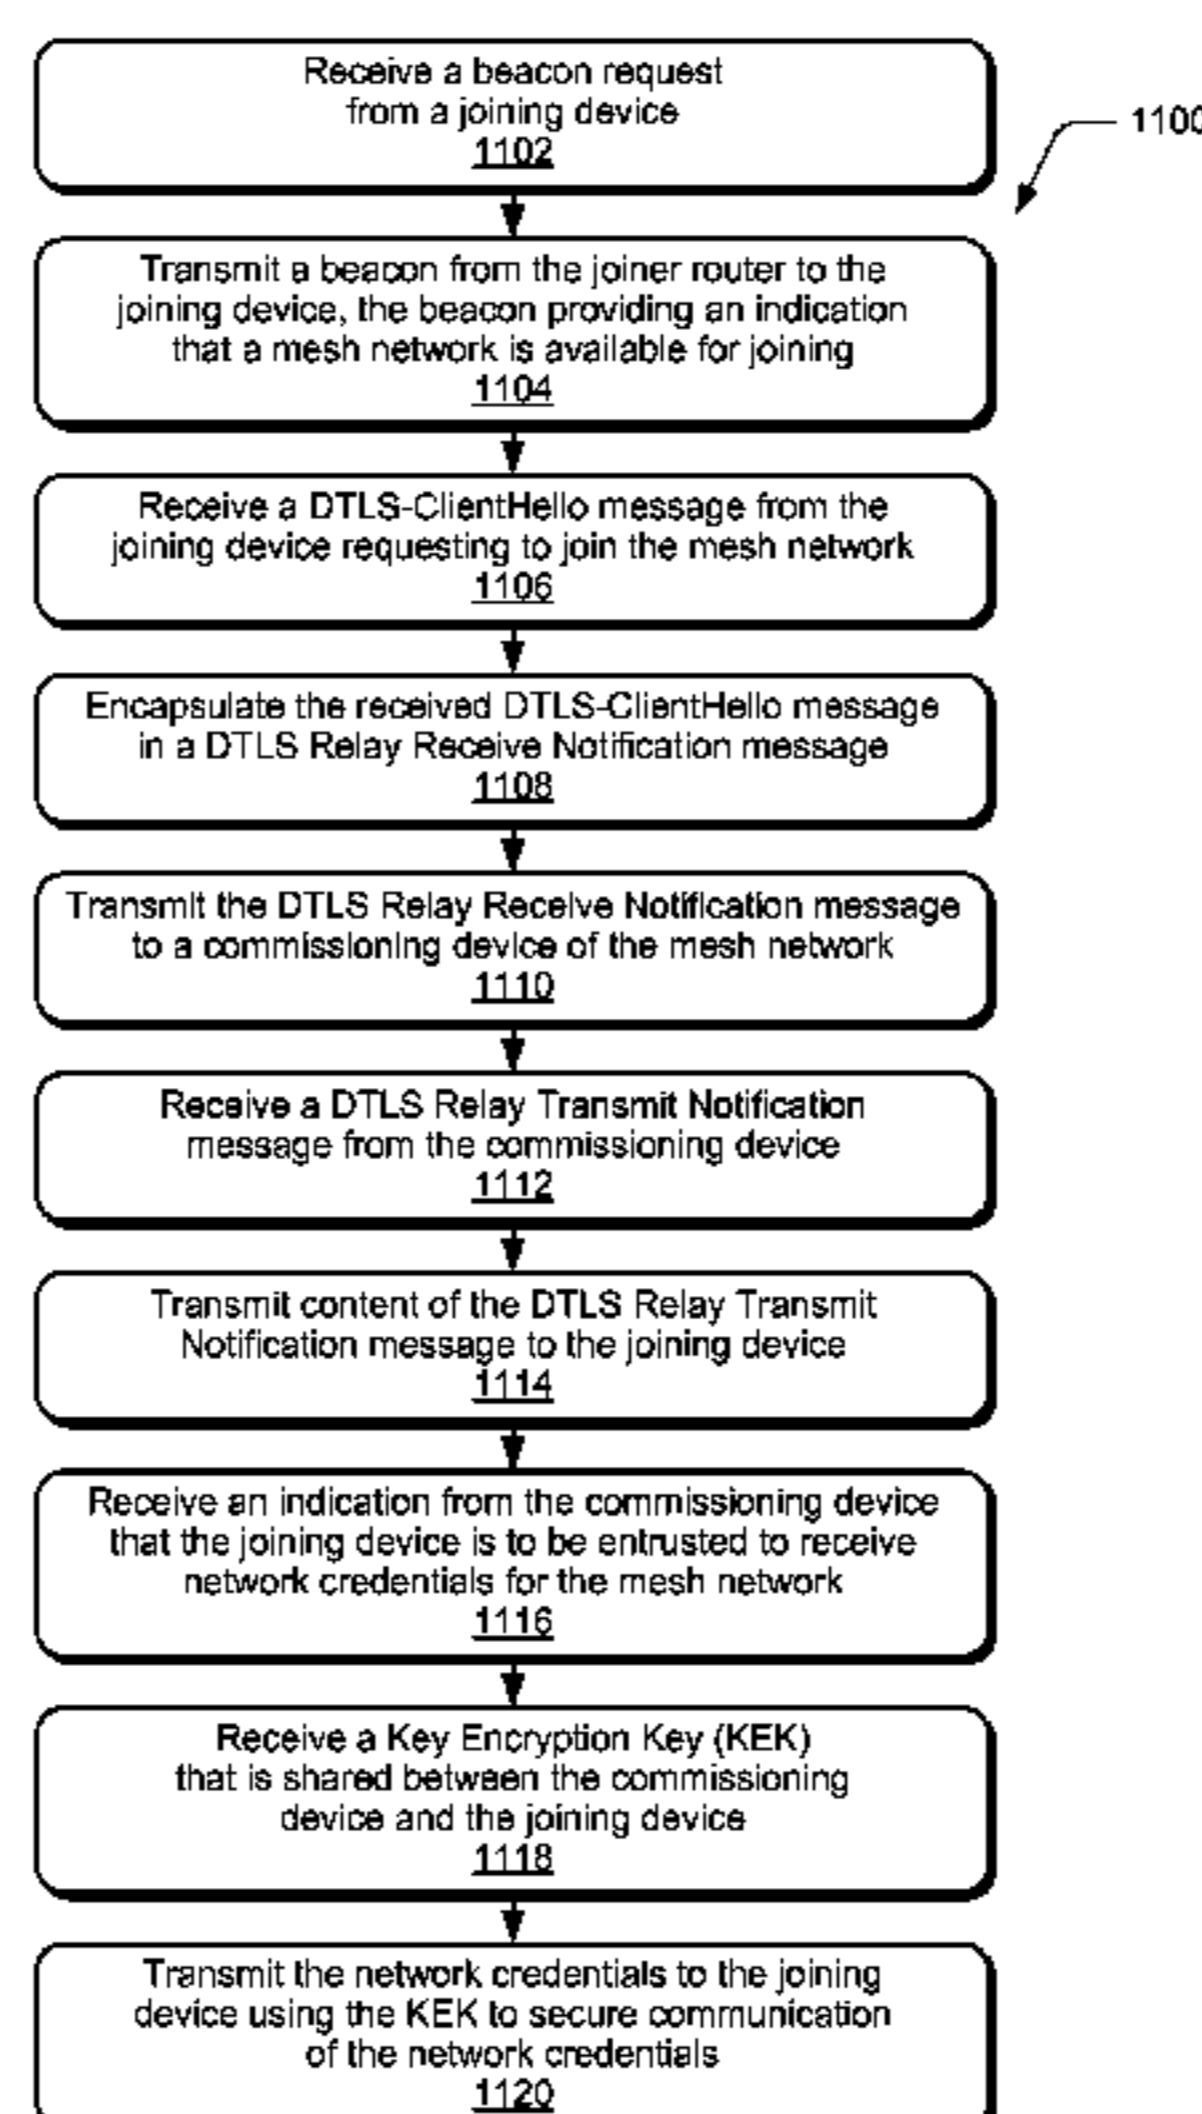 Receive a beacon request
from a joining device
1102
1100
Transmit a beacon from the joiner router to the
joining device, the beacon providing an indication
that a mesh network is available for joining
1104
Receive a DTLS-ClientHello message from the
joining device requesting to join the mesh network
1106
Encapsulate the received DTLS-ClientHello message
in a DTLS Relay Receive Notification message
1108
Transmit the DTLS Relay Receive Notification message
to a commissioning device of the mesh network
1110
Receive a DTLS Relay Transmit Notification
message from the commissioning device
1112
Transmit content of the DTLS Relay Transmit
Notification message to the joining device
1114
Receive an indication from the commissioning device
that the joining device is to be entrusted to receive
network credentials for the mesh network
1116
Receive a Key Encryption Key (KEK)
that is shared between the commissioning
device and the joining device
1118
Transmit the network credentials to the joining
device using the KEK to secure communication
of the network credentials
1120